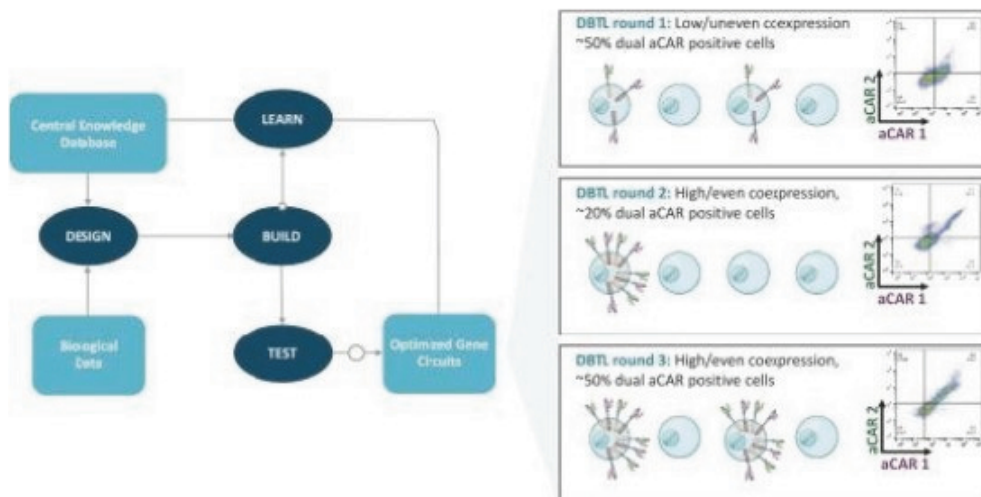 Central Knowledge
Database
LEARN
DESIGN
BUILD
Biological
Data
TEST
Optimized Gene
Circuits
DBTL round 1: Low/uneven coexpression
~50% dual aCAR positive cells
aCAR 2
aCAR 1
DBTL round 2: High/even coexpression,
~20% dual aCAR positive cells
aCAR 2
aCAR 1
DBTL round 3: High/even coexpression,
~50% dual aCAR positive cells
aCAR 2
aCAR 1